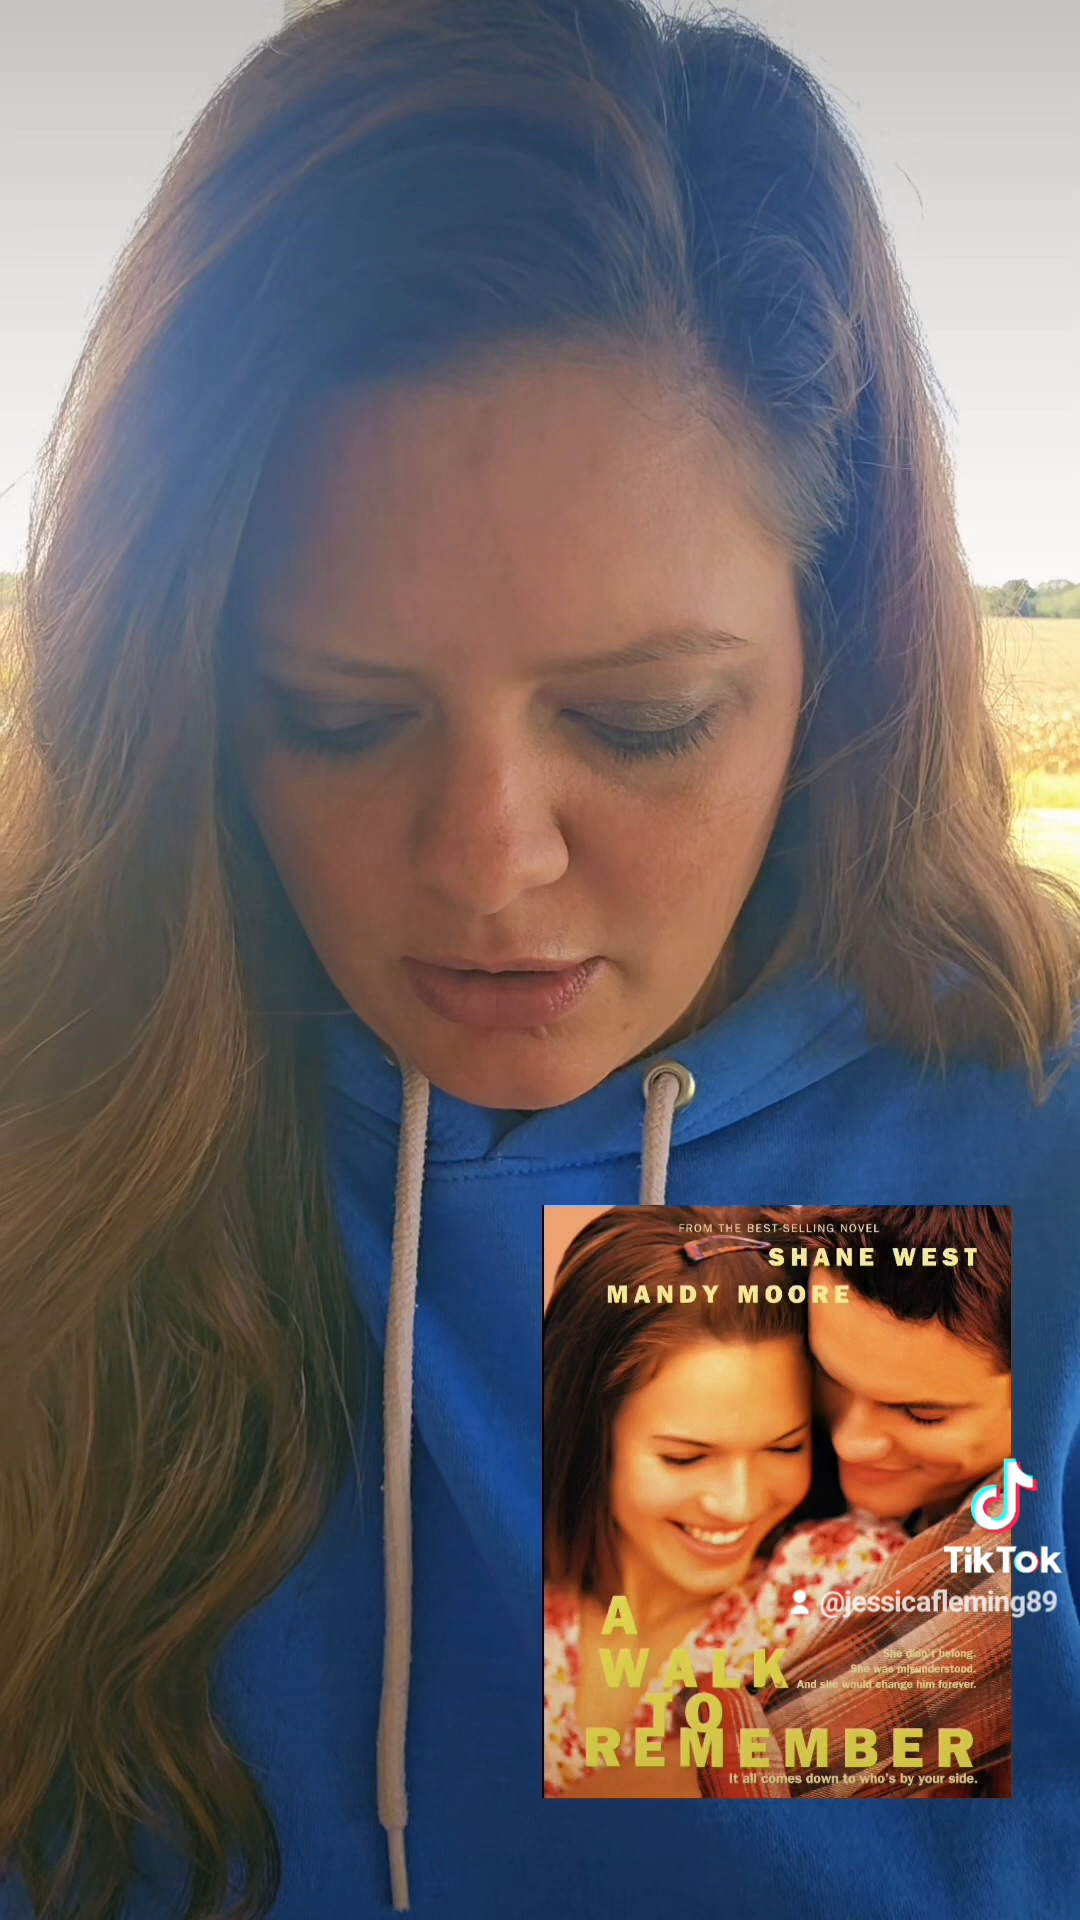 FROM THE BEST-SELLING NOVEL
SHANE WEST
MANDY MOORE
TikTok
@jessicafleming89
A
WALK
TO
REMEMBER
She didn't belong.
She was misunderstood.
And she would change him forever.
It all comes down to who's by your side.